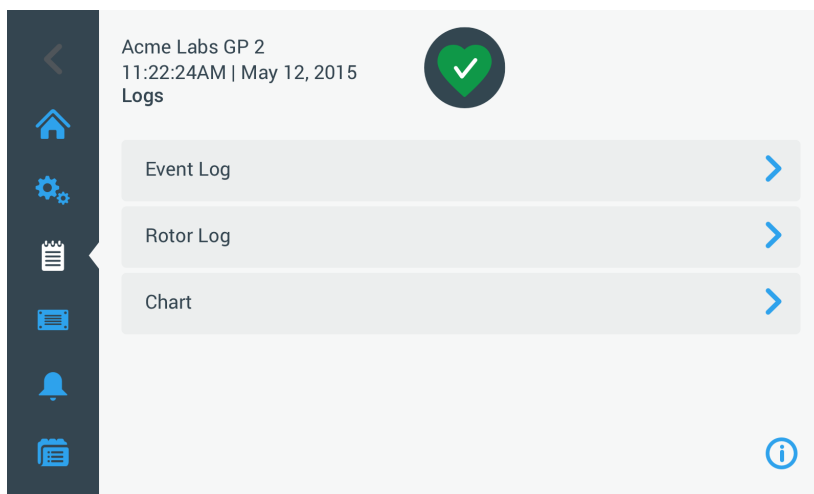 Acme Labs GP 2
11:22:24AM | May 12, 2015
Logs
Event Log
Rotor Log
Chart